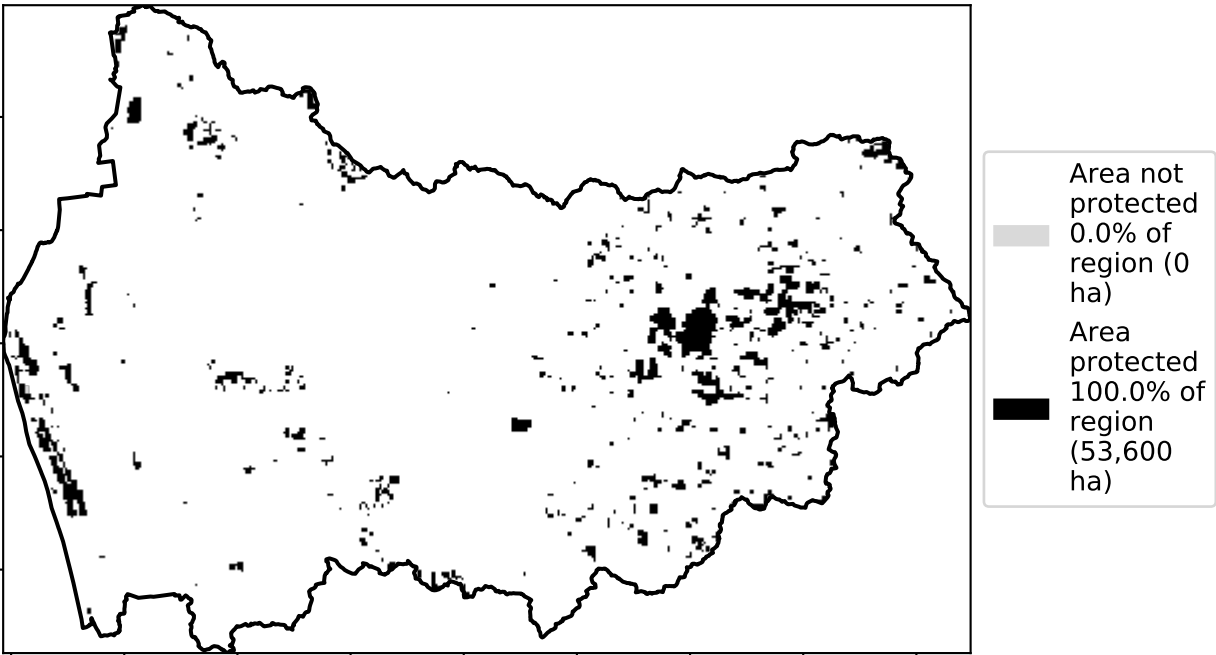 Area not
protected
0.0% of
region (0
ha)
Area
protected
100.0% of
region
(53,600
ha)